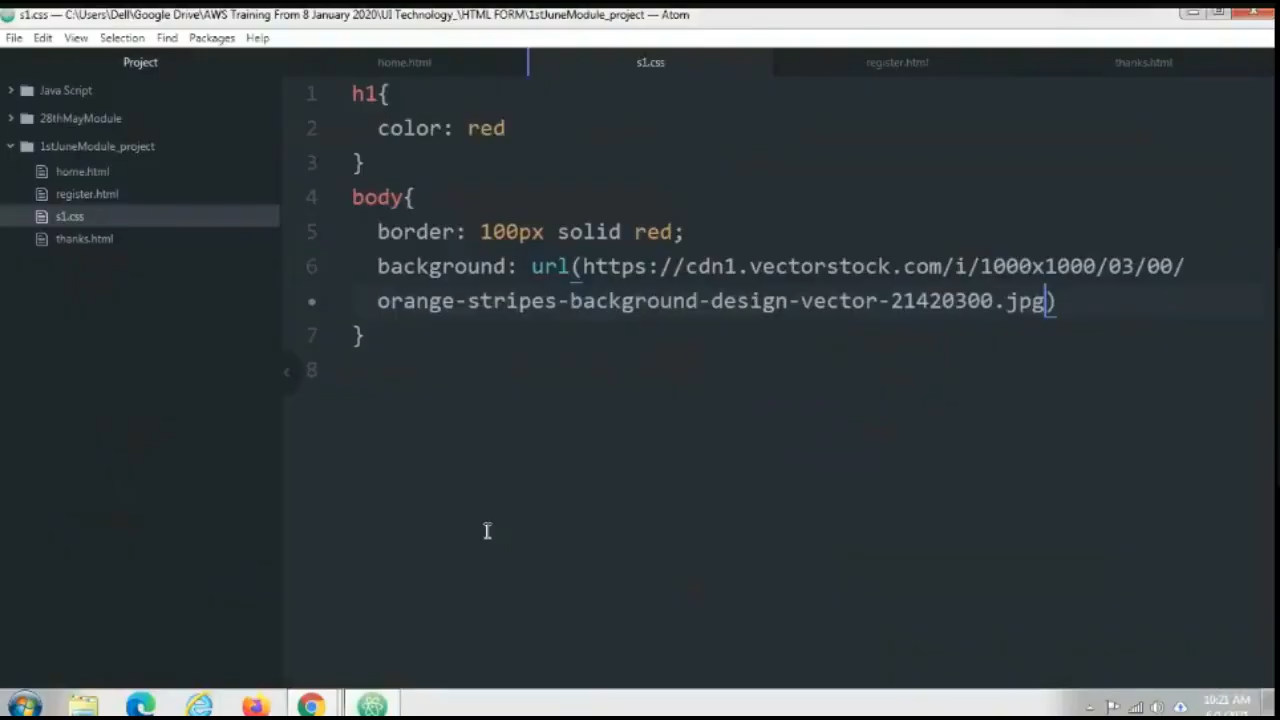 s1.css — C:\Users\Dell\Google Drive\AWS Training From 8 January 2020\UI Technology_\HTML FORM\1stJuneModule_project — Atom
File Edit View Selection Find Packages Help
Project home.html s1.css register.html thanks.html
Java Script
28thMayModule
1stJuneModule_project
home.html
register.html
s1.css
thanks.html
1 h1{
2 color: red
3 }
4 body{
5 border: 100px solid red;
6 background: url(https://cdn1.vectorstock.com/i/1000x1000/03/00/
• orange-stripes-background-design-vector-21420300.jpg)
7 }
8
10:21 AM